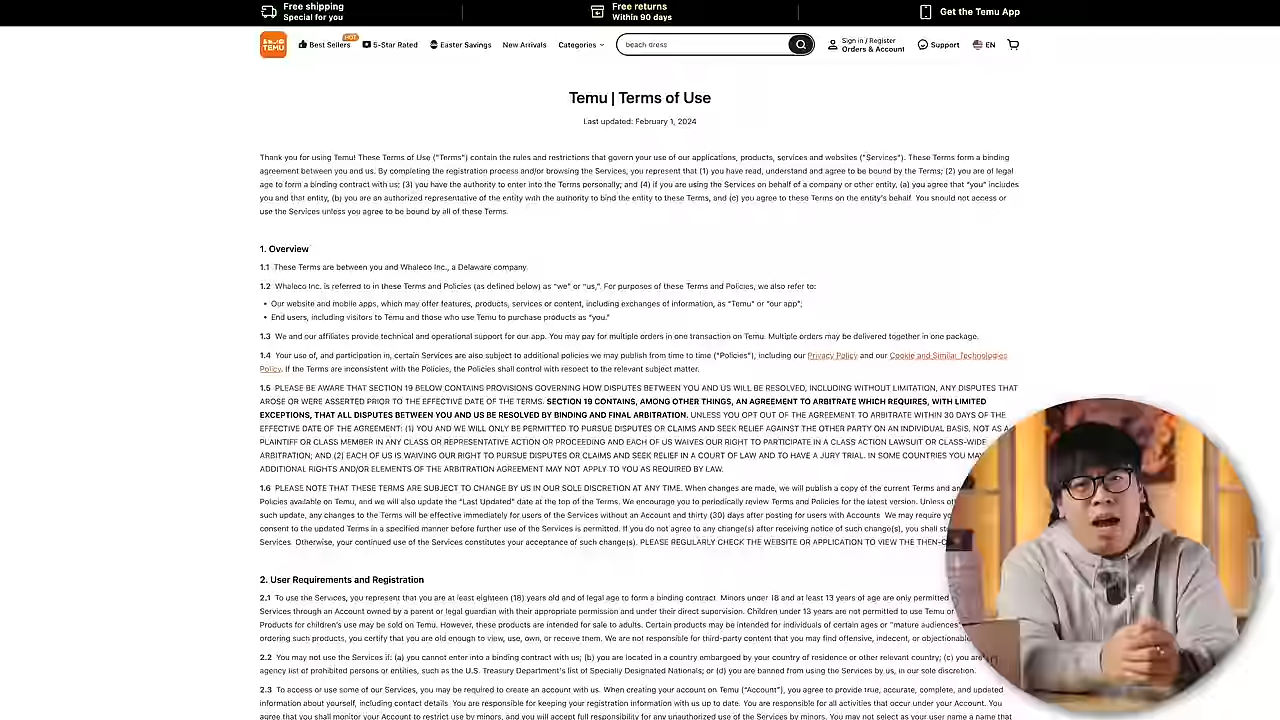 Free shipping
Special for you
Free returns
Within 90 days
Get the Temu App
TEMU
Best Sellers
HOT
5-Star Rated
Easter Savings
New Arrivals
Categories
beach dress
Sign in / Register
Orders & Account
Support
EN
Temu | Terms of Use
Last updated: February 1, 2024
Thank you for using Temu! These Terms of Use ("Terms") contain the rules and restrictions that govern your use of our applications, products, services and websites ("Services"). These Terms form a binding
agreement between you and us. By completing the registration process and/or browsing the Services, you represent that (1) you have read, understand and agree to be bound by the Terms; (2) you are of legal
age to form a binding contract with us; (3) you have the authority to enter into the Terms personally; and (4) if you are using the Services on behalf of a company or other entity, (a) you agree that "you" includes
you and that entity, (b) you are an authorized representative of the entity with the authority to bind the entity to these Terms, and (c) you agree to these Terms on the entity's behalf. You should not access or
use the Services unless you agree to be bound by all of these Terms.
1. Overview
1.1 These Terms are between you and Whaleco Inc., a Delaware company.
1.2 Whaleco Inc. is referred to in these Terms and Policies (as defined below) as "we" or "us,". For purposes of these Terms and Policies, we also refer to:
• Our website and mobile apps, which may offer features, products, services or content, including exchanges of information, as "Temu" or "our app";
• End users, including visitors to Temu and those who use Temu to purchase products as "you."
1.3 We and our affiliates provide technical and operational support for our app. You may pay for multiple orders in one transaction on Temu. Multiple orders may be delivered together in one package.
1.4 Your use of, and participation in, certain Services are also subject to additional policies we may publish from time to time ("Policies"), including our Privacy Policy and our Cookie and Similar Technologies
Policy. If the Terms are inconsistent with the Policies, the Policies shall control with respect to the relevant subject matter.
1.5 PLEASE BE AWARE THAT SECTION 19 BELOW CONTAINS PROVISIONS GOVERNING HOW DISPUTES BETWEEN YOU AND US WILL BE RESOLVED, INCLUDING WITHOUT LIMITATION, ANY DISPUTES THAT
AROSE OR WERE ASSERTED PRIOR TO THE EFFECTIVE DATE OF THE TERMS. SECTION 19 CONTAINS, AMONG OTHER THINGS, AN AGREEMENT TO ARBITRATE WHICH REQUIRES, WITH LIMITED
EXCEPTIONS, THAT ALL DISPUTES BETWEEN YOU AND US BE RESOLVED BY BINDING AND FINAL ARBITRATION. UNLESS YOU OPT OUT OF THE AGREEMENT TO ARBITRATE WITHIN 30 DAYS OF THE
EFFECTIVE DATE OF THE AGREEMENT: (1) YOU AND WE WILL ONLY BE PERMITTED TO PURSUE DISPUTES OR CLAIMS AND SEEK RELIEF AGAINST THE OTHER PARTY ON AN INDIVIDUAL BASIS, NOT AS A
PLAINTIFF OR CLASS MEMBER IN ANY CLASS OR REPRESENTATIVE ACTION OR PROCEEDING AND EACH OF US WAIVES OUR RIGHT TO PARTICIPATE IN A CLASS ACTION LAWSUIT OR CLASS-WIDE
ARBITRATION; AND (2) EACH OF US IS WAIVING OUR RIGHT TO PURSUE DISPUTES OR CLAIMS AND SEEK RELIEF IN A COURT OF LAW AND TO HAVE A JURY TRIAL. IN SOME COUNTRIES YOU MAY
ADDITIONAL RIGHTS AND/OR ELEMENTS OF THE ARBITRATION AGREEMENT MAY NOT APPLY TO YOU AS REQUIRED BY LAW.
1.6 PLEASE NOTE THAT THESE TERMS ARE SUBJECT TO CHANGE BY US IN OUR SOLE DISCRETION AT ANY TIME. When changes are made, we will publish a copy of the current Terms and
Policies available on Temu, and we will also update the "Last Updated" date at the top of the Terms. We encourage you to periodically review Terms and Policies for the latest version. Unless
such update, any changes to the Terms will be effective immediately for users of the Services without an Account and thirty (30) days after posting for users with Accounts. We may require
consent to the updated Terms in a specified manner before further use of the Services is permitted. If you do not agree to any change(s) after receiving notice of such change(s), you shall
Services. Otherwise, your continued use of the Services constitutes your acceptance of such change(s). PLEASE REGULARLY CHECK THE WEBSITE OR APPLICATION TO VIEW THE
2. User Requirements and Registration
2.1 To use the Services, you represent that you are at least eighteen (18) years old and of legal age to form a binding contract. Minors under 18 and at least 13 years of age are only permitted
Services through an Account owned by a parent or legal guardian with their appropriate permission and under their direct supervision. Children under 13 years are not permitted to use Temu or
Products for children's use may be sold on Temu. However, these products are intended for sale to adults. Certain products may be intended for individuals of certain ages or "mature audiences".
ordering such products, you certify that you are old enough to view, use, own, or receive them. We are not responsible for third-party content that you may find offensive, indecent, or objectionable
2.2 You may not use the Services if: (a) you cannot enter into a binding contract with us; (b) you are located in a country embargoed by your country of residence or other relevant country; (c) you are
agency list of prohibited persons or entities, such as the U.S. Treasury Department's list of Specially Designated Nationals; or (d) you are banned from using the Services by us, in our sole discretion.
2.3 To access or use some of our Services, you may be required to create an account with us. When creating your account on Temu ("Account"), you agree to provide true, accurate, complete, and updated
information about yourself, including contact details. You are responsible for keeping your registration information with us up to date. You are responsible for all activities that occur under your Account. You
agree that you shall monitor your Account to restrict use by minors, and you will accept full responsibility for any unauthorized use of the Services by minors. You may not select as your user name a name that